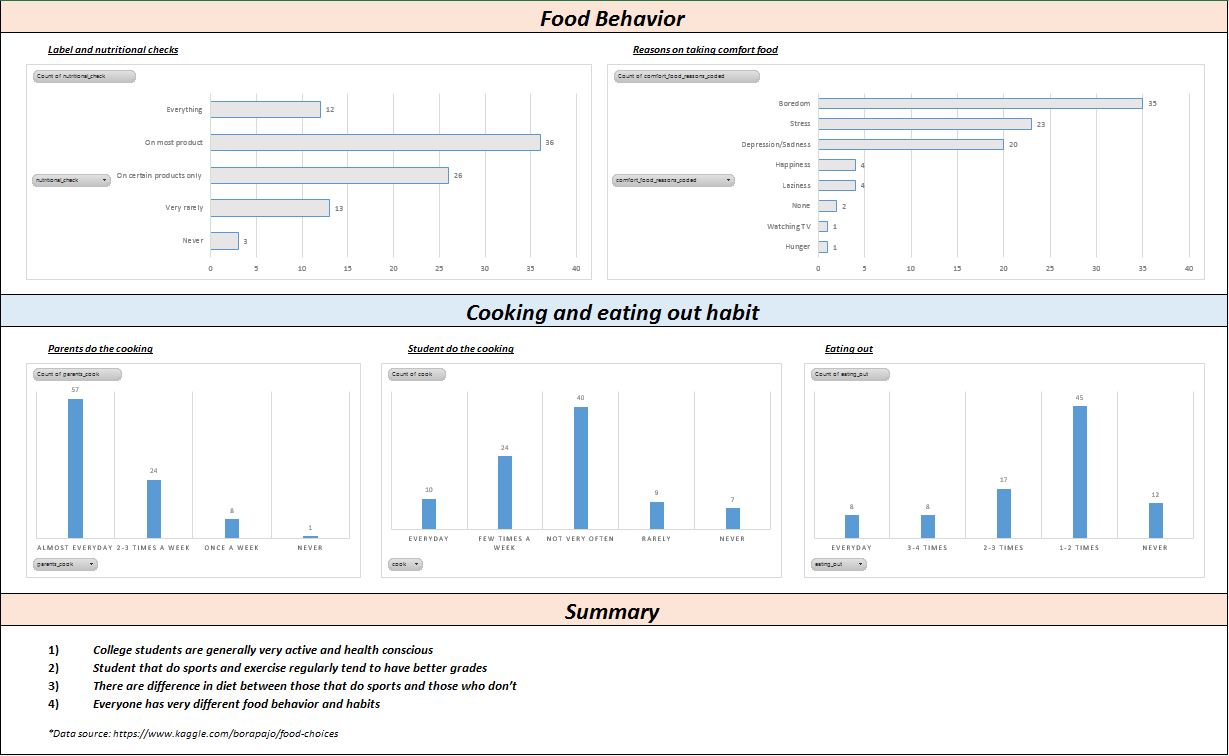 Food Behavior
Label and nutritional checks
Reasons on taking comfort food
Count of nutritional_check
Everything 12
On most product 36
nutritional_check
On certain products only 26
Very rarely 13
Never 3
0 5 10 15 20 25 30 35 40
Count of comfort_food_reasons_coded
Boredom 35
Stress 23
Depression/Sadness 20
Happiness 4
comfort_food_reasons_coded
Laziness 4
None 2
Watching TV 1
Hunger 1
0 5 10 15 20 25 30 35 40
Cooking and eating out habit
Parents do the cooking
Student do the cooking
Eating out
Count of parents_cook
57
24
8
1
ALMOST EVERYDAY 2-3 TIMES A WEEK ONCE A WEEK NEVER
parents_cook
Count of cook
10
24
40
9
7
EVERYDAY FEW TIMES A WEEK NOT VERY OFTEN RARELY NEVER
cook
Count of eating_out
8
8
17
45
12
EVERYDAY 3-4 TIMES 2-3 TIMES 1-2 TIMES NEVER
eating_out
Summary
1) College students are generally very active and health conscious
2) Student that do sports and exercise regularly tend to have better grades
3) There are difference in diet between those that do sports and those who don't
4) Everyone has very different food behavior and habits
*Data source: https://www.kaggle.com/borapajo/food-choices